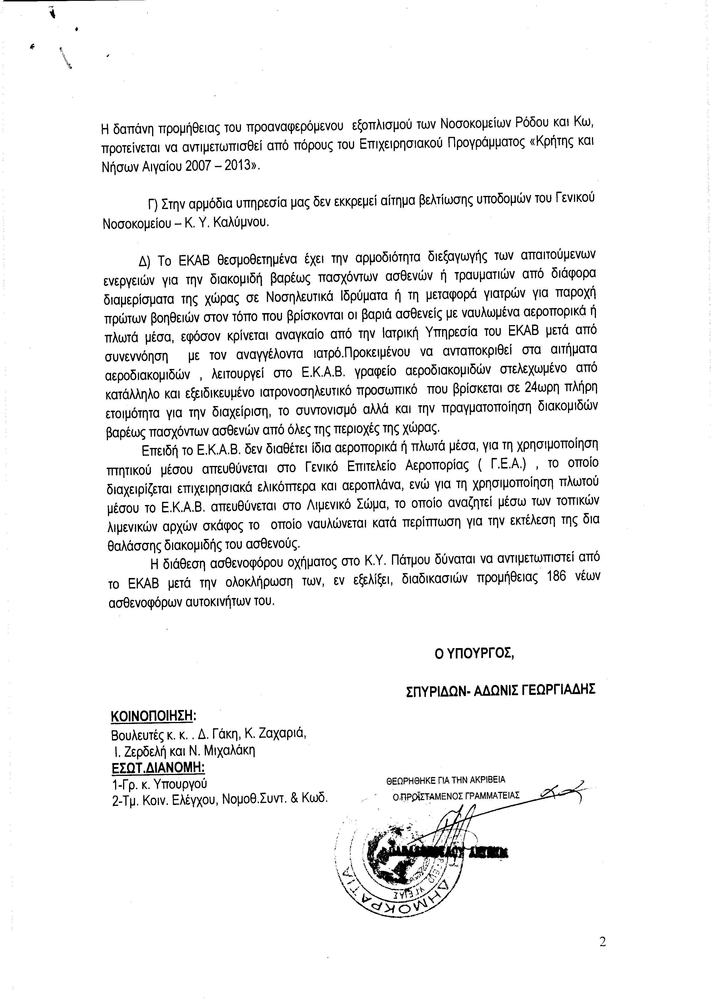 Η δαπάνη προμήθειας του προαναφερόμενου εξοπλισμού των Νοσοκομείων Ρόδου και Κω,
προτείνεται να αντιμετωπισθεί από πόρους του Επιχειρησιακού Προγράμματος «Κρήτης και
Νήσων Αιγαίου 2007 – 2013».
Γ) Στην αρμόδια υπηρεσία μας δεν εκκρεμεί αίτημα βελτίωσης υποδομών του Γενικού
Νοσοκομείου – Κ. Υ. Καλύμνου.
Δ) Το ΕΚΑΒ θεσμοθετημένα έχει την αρμοδιότητα διεξαγωγής των απαιτούμενων
ενεργειών για την διακομιδή βαρέως πασχόντων ασθενών ή τραυματιών από διάφορα
διαμερίσματα της χώρας σε Νοσηλευτικά Ιδρύματα ή τη μεταφορά γιατρών για παροχή
πρώτων βοηθειών στον τόπο που βρίσκονται οι βαριά ασθενείς με ναυλωμένα αεροπορικά ή
πλωτά μέσα, εφόσον κρίνεται αναγκαίο από την Ιατρική Υπηρεσία του ΕΚΑΒ μετά από
συνεννόηση με τον αναγγέλοντα ιατρό.Προκειμένου να ανταποκριθεί στα αιτήματα
αεροδιακομιδών , λειτουργεί στο Ε.Κ.Α.Β. γραφείο αεροδιακομιδών στελεχωμένο από
κατάλληλο και εξειδικευμένο ιατρονοσηλευτικό προσωπικό που βρίσκεται σε 24ωρη πλήρη
ετοιμότητα για την διαχείριση, το συντονισμό αλλά και την πραγματοποίηση διακομιδών
βαρέως πασχόντων ασθενών από όλες της περιοχές της χώρας.
Επειδή το Ε.Κ.Α.Β. δεν διαθέτει ίδια αεροπορικά ή πλωτά μέσα, για τη χρησιμοποίηση
πτητικού μέσου απευθύνεται στο Γενικό Επιτελείο Αεροπορίας ( Γ.Ε.Α.) , το οποίο
διαχειρίζεται επιχειρησιακά ελικόπτερα και αεροπλάνα, ενώ για τη χρησιμοποίηση πλωτού
μέσου το Ε.Κ.Α.Β. απευθύνεται στο Λιμενικό Σώμα, το οποίο αναζητεί μέσω των τοπικών
λιμενικών αρχών σκάφος το οποίο ναυλώνεται κατά περίπτωση για την εκτέλεση της δια
θαλάσσης διακομιδής του ασθενούς.
Η διάθεση ασθενοφόρου οχήματος στο Κ.Υ. Πάτμου δύναται να αντιμετωπιστεί από
το ΕΚΑΒ μετά την ολοκλήρωση των, εν εξελίξει, διαδικασιών προμήθειας 186 νέων
ασθενοφόρων αυτοκινήτων του.
Ο ΥΠΟΥΡΓΟΣ,
ΣΠΥΡΙΔΩΝ- ΑΔΩΝΙΣ ΓΕΩΡΓΙΑΔΗΣ
ΚΟΙΝΟΠΟΙΗΣΗ:
Βουλευτές κ. κ. . Δ. Γάκη, Κ. Ζαχαριά,
Ι. Ζερδελή και Ν. Μιχαλάκη
ΕΣΩΤ.ΔΙΑΝΟΜΗ:
1-Γρ. κ. Υπουργού
2-Τμ. Κοιν. Ελέγχου, Νομοθ.Συντ. & Κωδ.
ΘΕΩΡΗΘΗΚΕ ΓΙΑ ΤΗΝ ΑΚΡΙΒΕΙΑ
Ο.ΠΡΟΪΣΤΑΜΕΝΟΣ ΓΡΑΜΜΑΤΕΙΑΣ
ΔΗΜΟΚΡΑΤΙΑ
ΥΓΕΙΑΣ
2